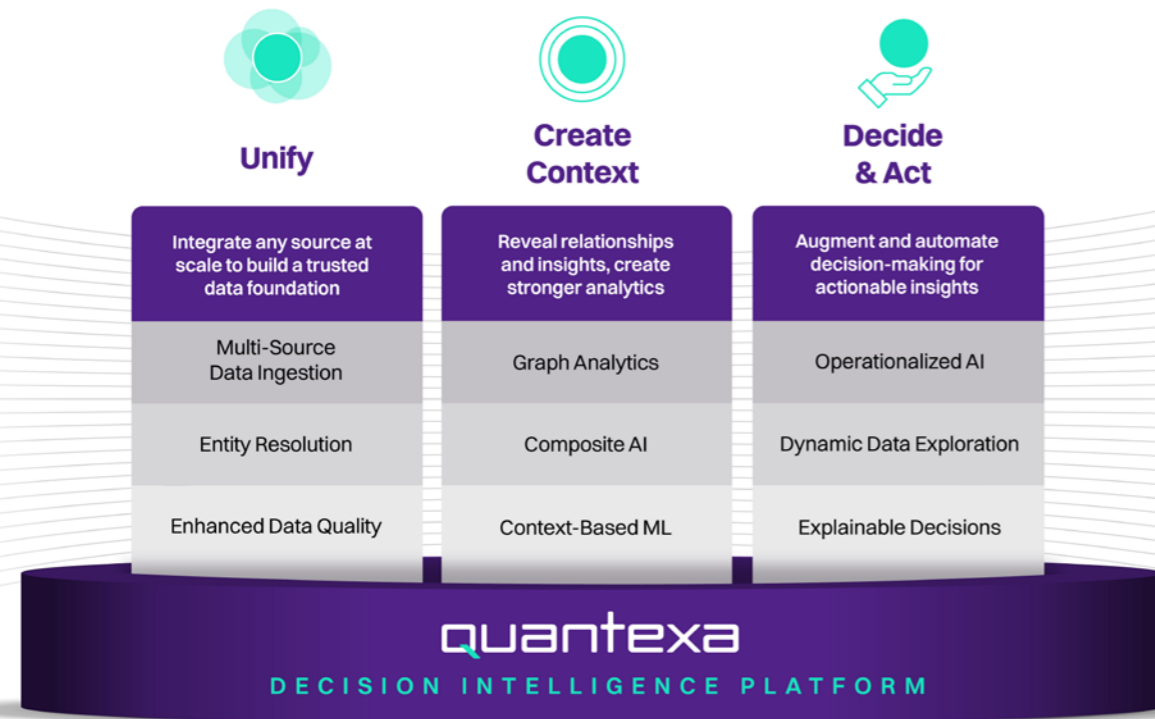 Unify
Create
Context
Decide
& Act
Integrate any source at
scale to build a trusted
data foundation
Multi-Source
Data Ingestion
Entity Resolution
Enhanced Data Quality
Reveal relationships
and insights, create
stronger analytics
Graph Analytics
Composite AI
Context-Based ML
Augment and automate
decision-making for
actionable insights
Operationalized AI
Dynamic Data Exploration
Explainable Decisions
quantexa
DECISION INTELLIGENCE PLATFORM